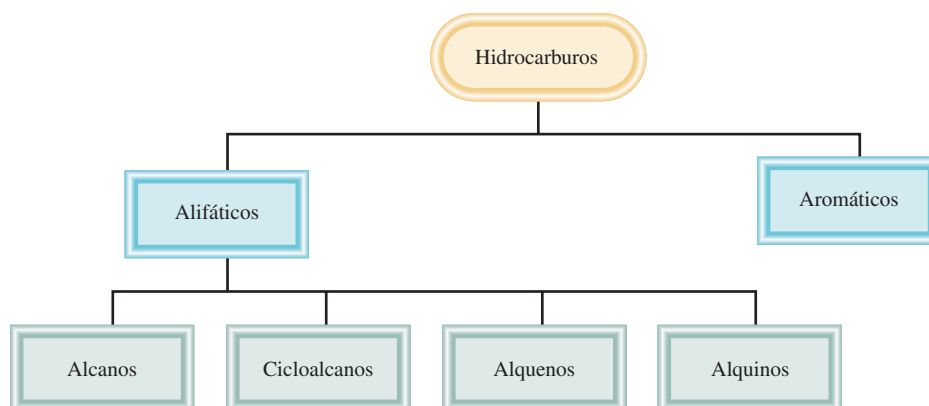 Hidrocarburos
Alifáticos
Aromáticos
Alcanos
Cicloalcanos
Alquenos
Alquinos